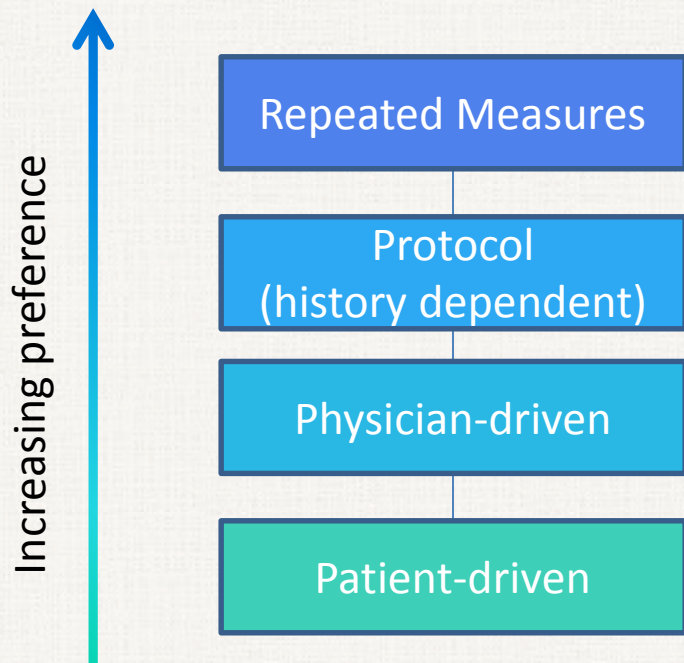 Increasing preference
Repeated Measures
Protocol
(history dependent)
Physician-driven
Patient-driven